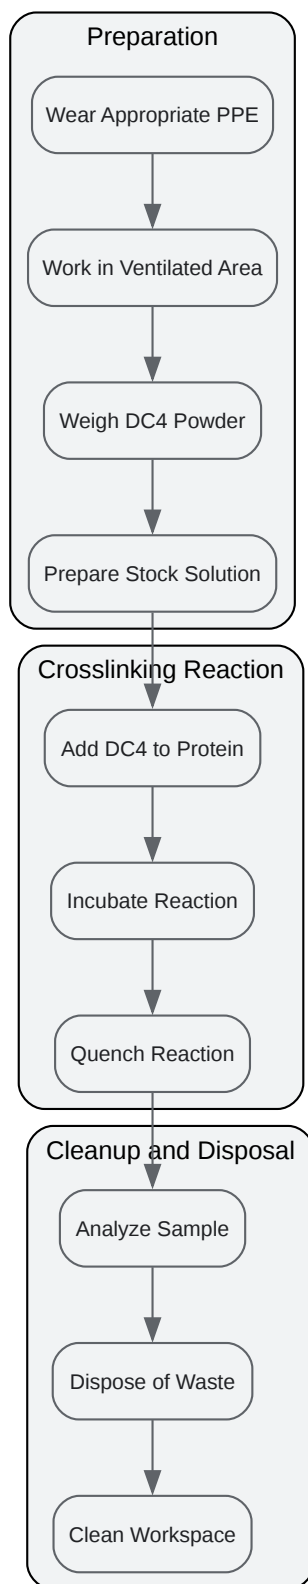 Preparation
Wear Appropriate PPE
Work in Ventilated Area
Weigh DC4 Powder
Prepare Stock Solution
Crosslinking Reaction
Add DC4 to Protein
Incubate Reaction
Quench Reaction
Cleanup and Disposal
Analyze Sample
Dispose of Waste
Clean Workspace